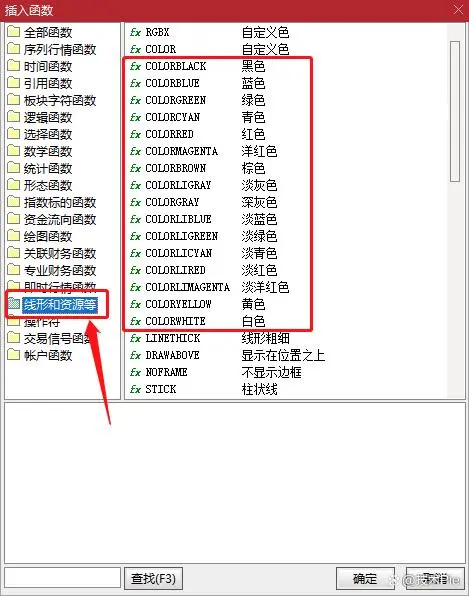 插入函数
全部函数
序列行情函数
时间函数
引用函数
板块字符函数
逻辑函数
选择函数
数学函数
统计函数
形态函数
指数标的函数
资金流向函数
绘图函数
关联财务函数
专业财务函数
即时行情函数
线形和资源等
操作符
交易信号函数
帐户函数
fx RGBX 自定义色
fx COLOR 自定义色
fx COLORBLACK 黑色
fx COLORBLUE 蓝色
fx COLORGREEN 绿色
fx COLORCYAN 青色
fx COLORRED 红色
fx COLORMAGENTA 洋红色
fx COLORBROWN 棕色
fx COLORLIGRAY 淡灰色
fx COLORGRAY 深灰色
fx COLORLIBLUE 淡蓝色
fx COLORLIGREEN 淡绿色
fx COLORLICYAN 淡青色
fx COLORLIRED 淡红色
fx COLORLIMAGENTA 淡洋红色
fx COLORYELLOW 黄色
fx COLORWHITE 白色
fx LINETHICK 线形粗细
fx DRAWABOVE 显示在位置之上
fx NOFRAME 不显示边框
fx STICK 柱状线
查找(F3)
确定
取消